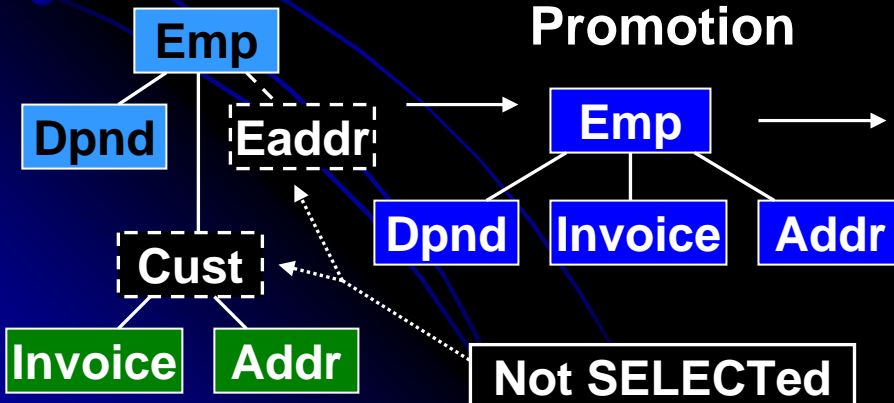 Promotion
Emp
Dpnd
Eaddr
Cust
Invoice
Addr
Emp
Dpnd
Invoice
Addr
Not SELECTed